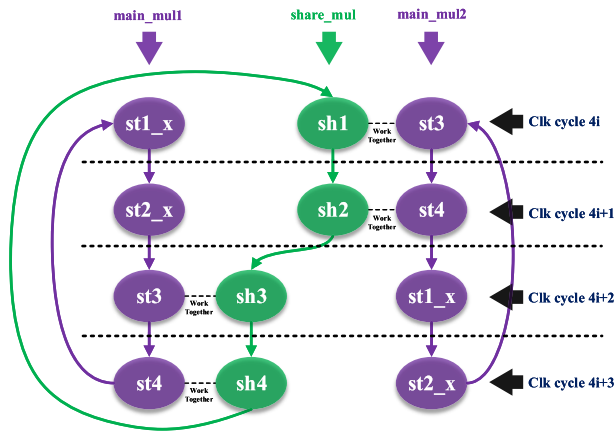 main_mul1 share_mul main_mul2
st1_x sh1 Work Together st3 Clk cycle 4i
st2_x sh2 Work Together st4 Clk cycle 4i+1
st3 Work Together sh3 st1_x Clk cycle 4i+2
st4 Work Together sh4 st2_x Clk cycle 4i+3